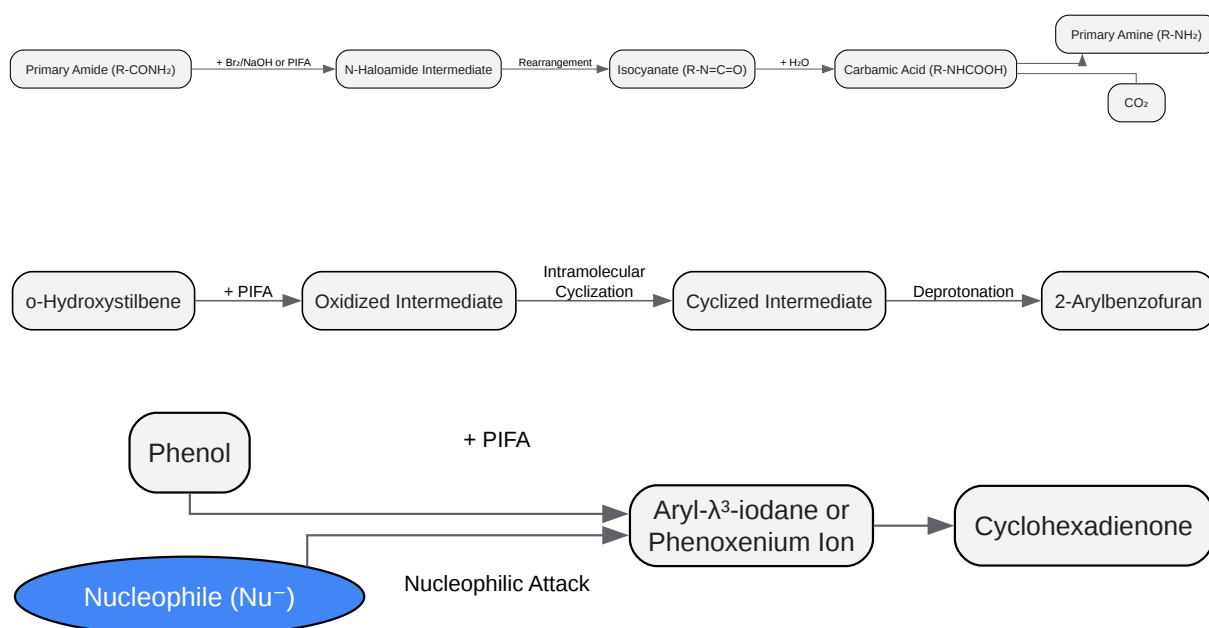 Primary Amine (R-NH₂)
Primary Amide (R-CONH₂)
+ Br₂/NaOH or PIFA
N-Haloamide Intermediate
Rearrangement
Isocyanate (R-N=C=O)
+ H₂O
Carbamic Acid (R-NHCOOH)
CO₂
o-Hydroxystilbene
+ PIFA
Oxidized Intermediate
Intramolecular
Cyclization
Cyclized Intermediate
Deprotonation
2-Arylbenzofuran
Phenol
+ PIFA
Aryl-λ³-iodane or
Phenoxenium Ion
Cyclohexadienone
Nucleophilic Attack
Nucleophile (Nu⁻)